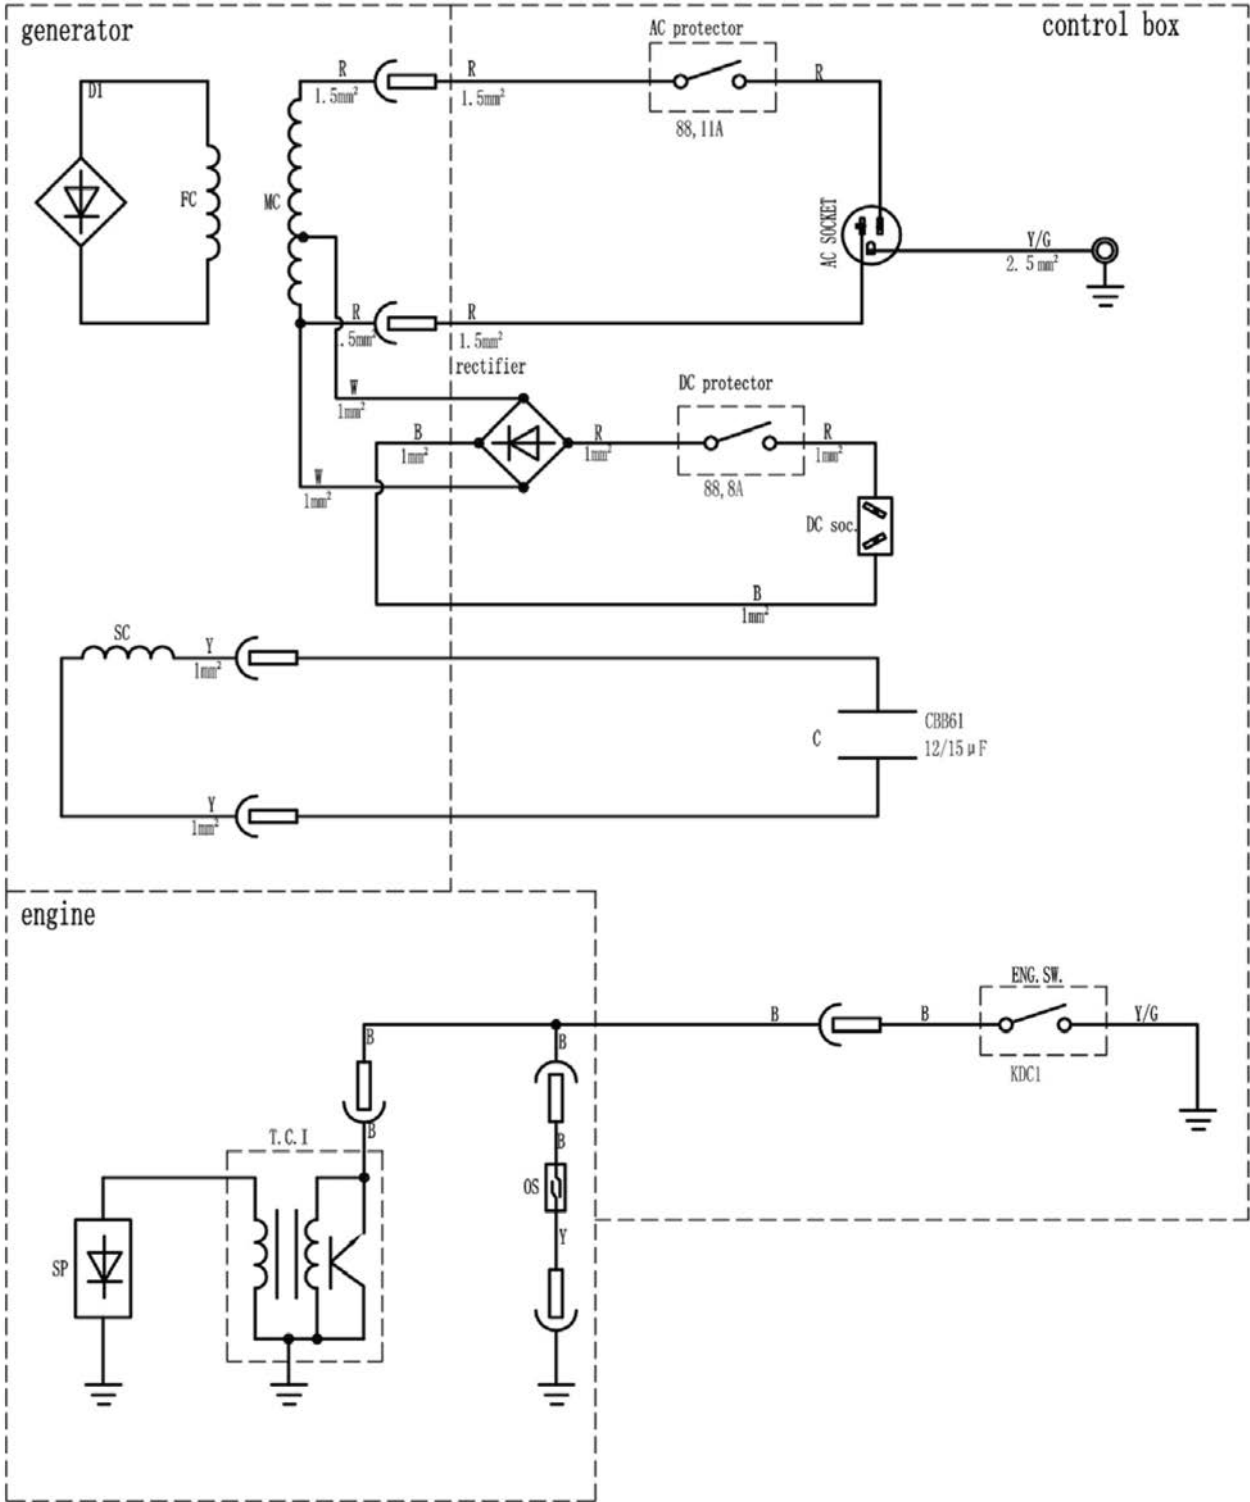 generator
control box
AC protector
D1
R
1.5mm²
R
1.5mm²
R
88,11A
FC
MC
AC SOCKET
Y/G
2.5mm²
R
.5mm²
R
1.5mm²
rectifier
W
1mm²
DC protector
B
1mm²
R
1mm²
R
1mm²
W
1mm²
88,8A
DC soc.
B
1mm²
SC
Y
1mm²
C
CBB61
12/15μF
Y
1mm²
engine
ENG.SW.
B
B
Y/G
KDC1
B
B
B
B
T.C.I
OS
Y
SP